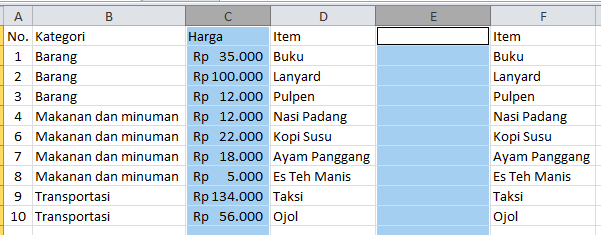 A B C D E F
No. Kategori Harga Item Item
1 Barang Rp 35.000 Buku Buku
2 Barang Rp 100.000 Lanyard Lanyard
3 Barang Rp 12.000 Pulpen Pulpen
4 Makanan dan minuman Rp 12.000 Nasi Padang Nasi Padang
6 Makanan dan minuman Rp 22.000 Kopi Susu Kopi Susu
7 Makanan dan minuman Rp 18.000 Ayam Panggang Ayam Panggang
8 Makanan dan minuman Rp 5.000 Es Teh Manis Es Teh Manis
9 Transportasi Rp 134.000 Taksi Taksi
10 Transportasi Rp 56.000 Ojol Ojol